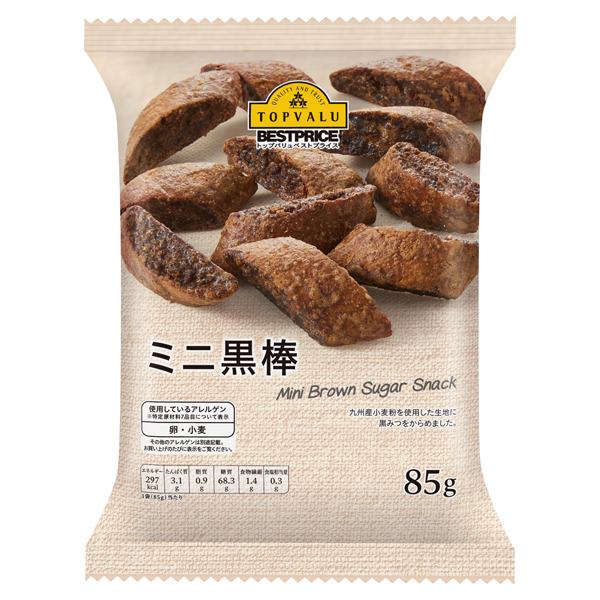 QUALITY AND TRUST
TOPVALU
BESTPRICE
トップバリュベストプライス
ミニ黒棒
Mini Brown Sugar Snack
九州産小麦粉を使用した生地に
黒みつをからめました。
使用しているアレルゲン
※特定原材料7品目について表示
卵・小麦
その他のアレルゲンは別途記載。
お買い上げのたびに表示をご覧ください。
エネルギー たんぱく質 脂質 糖質 食物繊維 食塩相当量
297 kcal 3.1 g 0.9 g 68.3 g 1.4 g 0.3 g
1袋(85g)当たり
85g